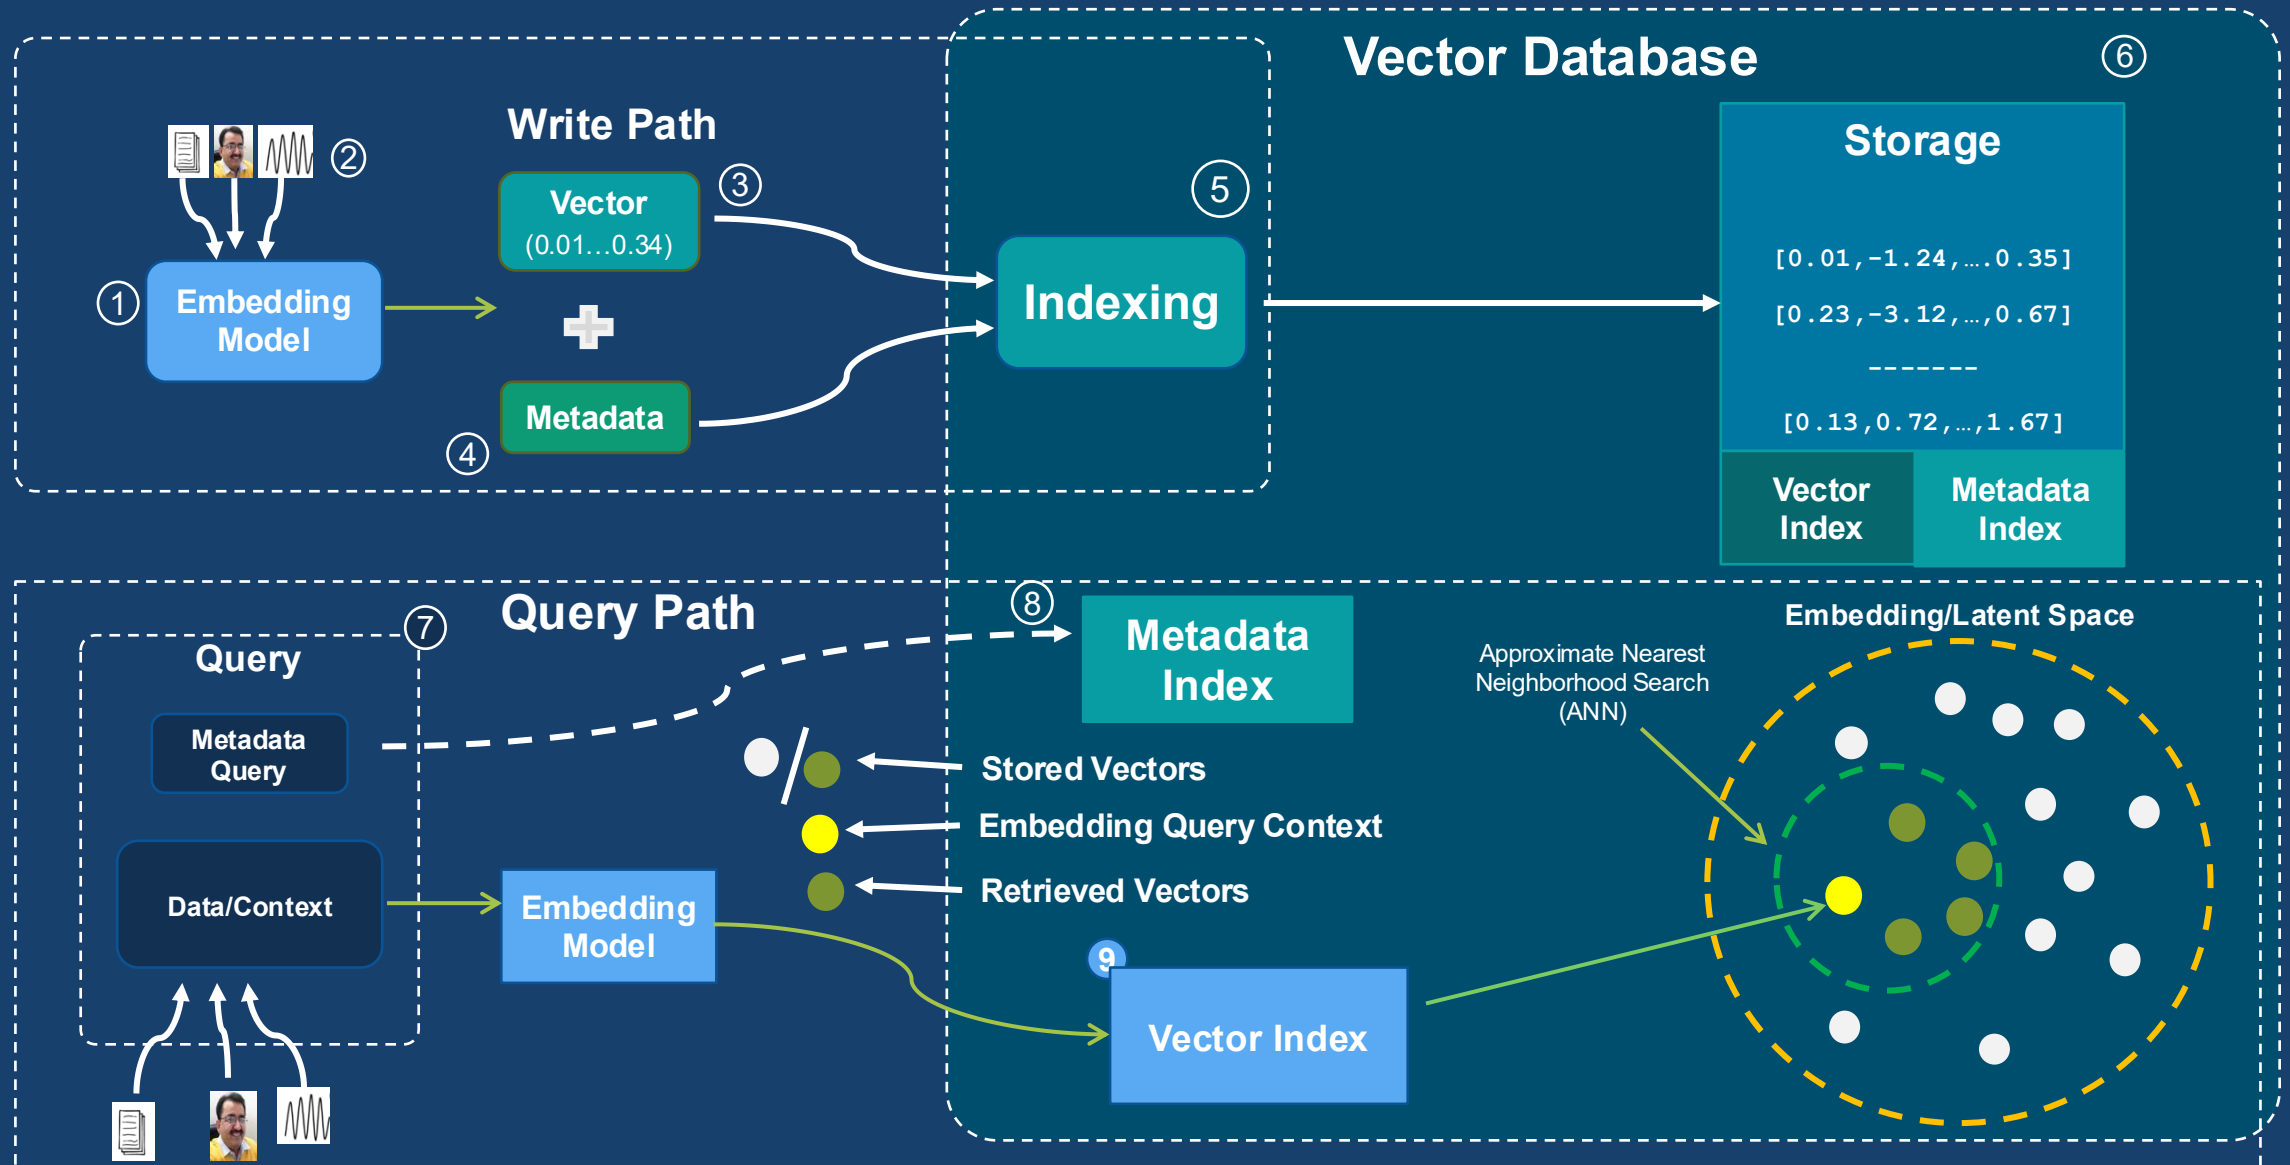 Vector Database
6
Write Path
2
Vector
(0.01...0.34)
3
1
Embedding
Model
4
Metadata
5
Indexing
Storage
[0.01,-1.24,….0.35]
[0.23,-3.12,…,0.67]
-------
[0.13,0.72,…,1.67]
Vector
Index
Metadata
Index
Query Path
7
Query
Metadata
Query
Data/Context
Embedding
Model
8
Metadata
Index
Stored Vectors
Embedding Query Context
Retrieved Vectors
9
Vector Index
Embedding/Latent Space
Approximate Nearest
Neighborhood Search
(ANN)